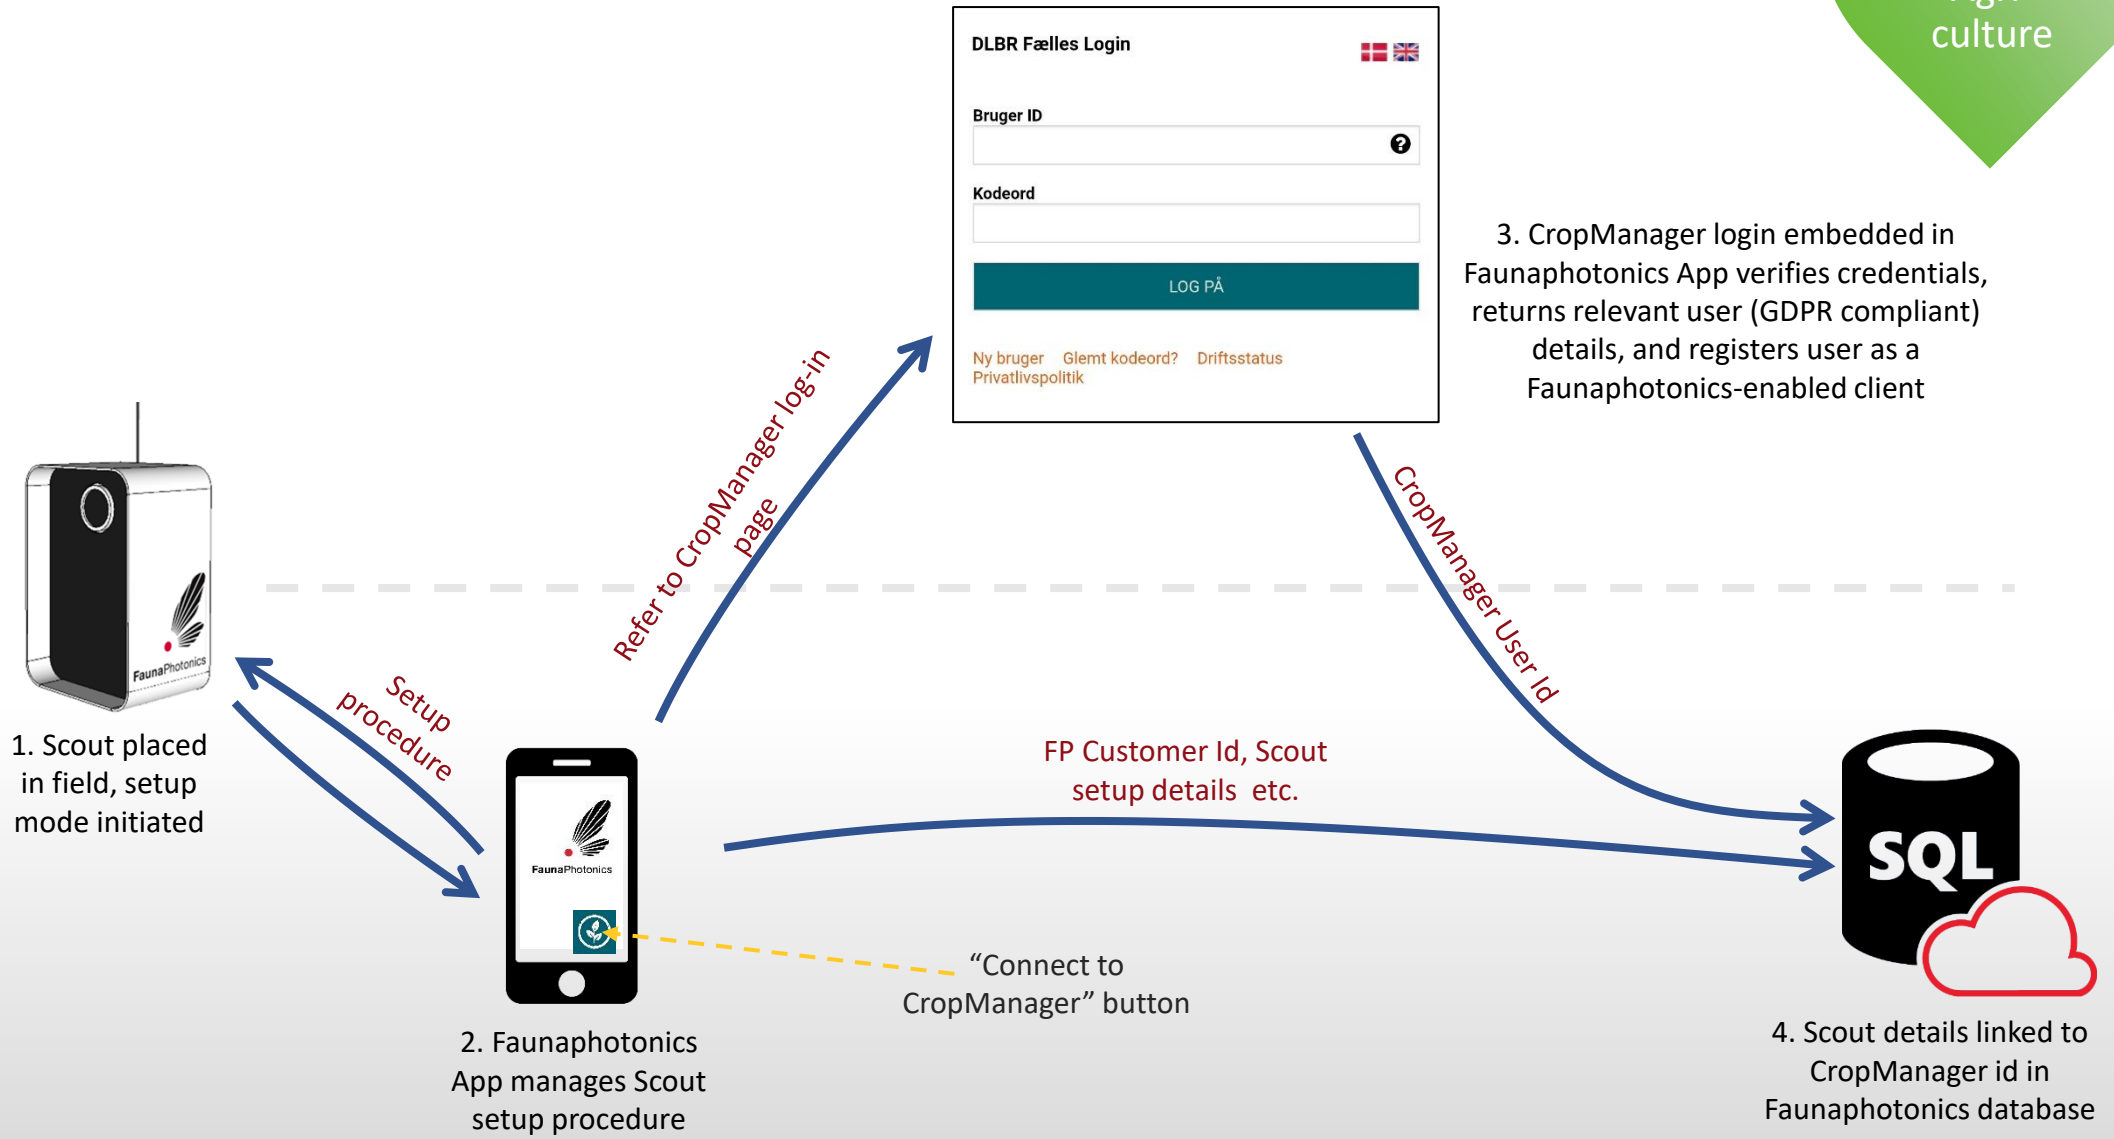 culture
DLBR Fælles Login
Bruger ID
Kodeord
LOG PÅ
Ny bruger Glemt kodeord? Driftsstatus
Privatlivspolitik
3. CropManager login embedded in
Faunaphotonics App verifies credentials,
returns relevant user (GDPR compliant)
details, and registers user as a
Faunaphotonics-enabled client
Refer to CropManager log-in
page
CropManager User Id
FaunaPhotonics
Setup
procedure
1. Scout placed
in field, setup
mode initiated
FP Customer Id, Scout
setup details etc.
FaunaPhotonics
SQL
“Connect to
CropManager” button
2. Faunaphotonics
App manages Scout
setup procedure
4. Scout details linked to
CropManager id in
Faunaphotonics database